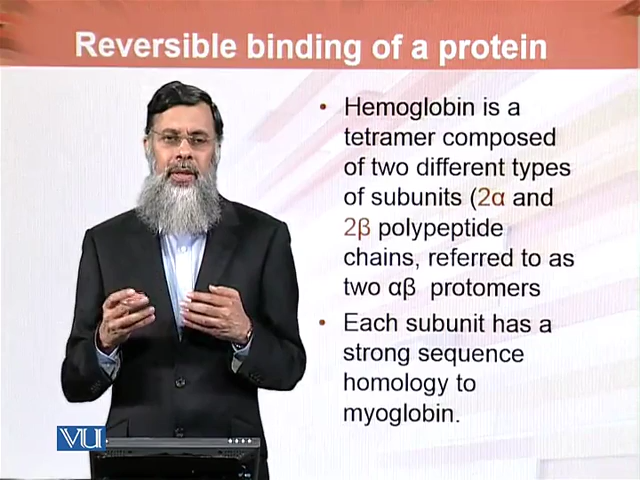 Reversible binding of a protein
• Hemoglobin is a
tetramer composed
of two different types
of subunits (2α and
2β polypeptide
chains, referred to as
two αβ protomers
• Each subunit has a
strong sequence
homology to
myoglobin.
VU